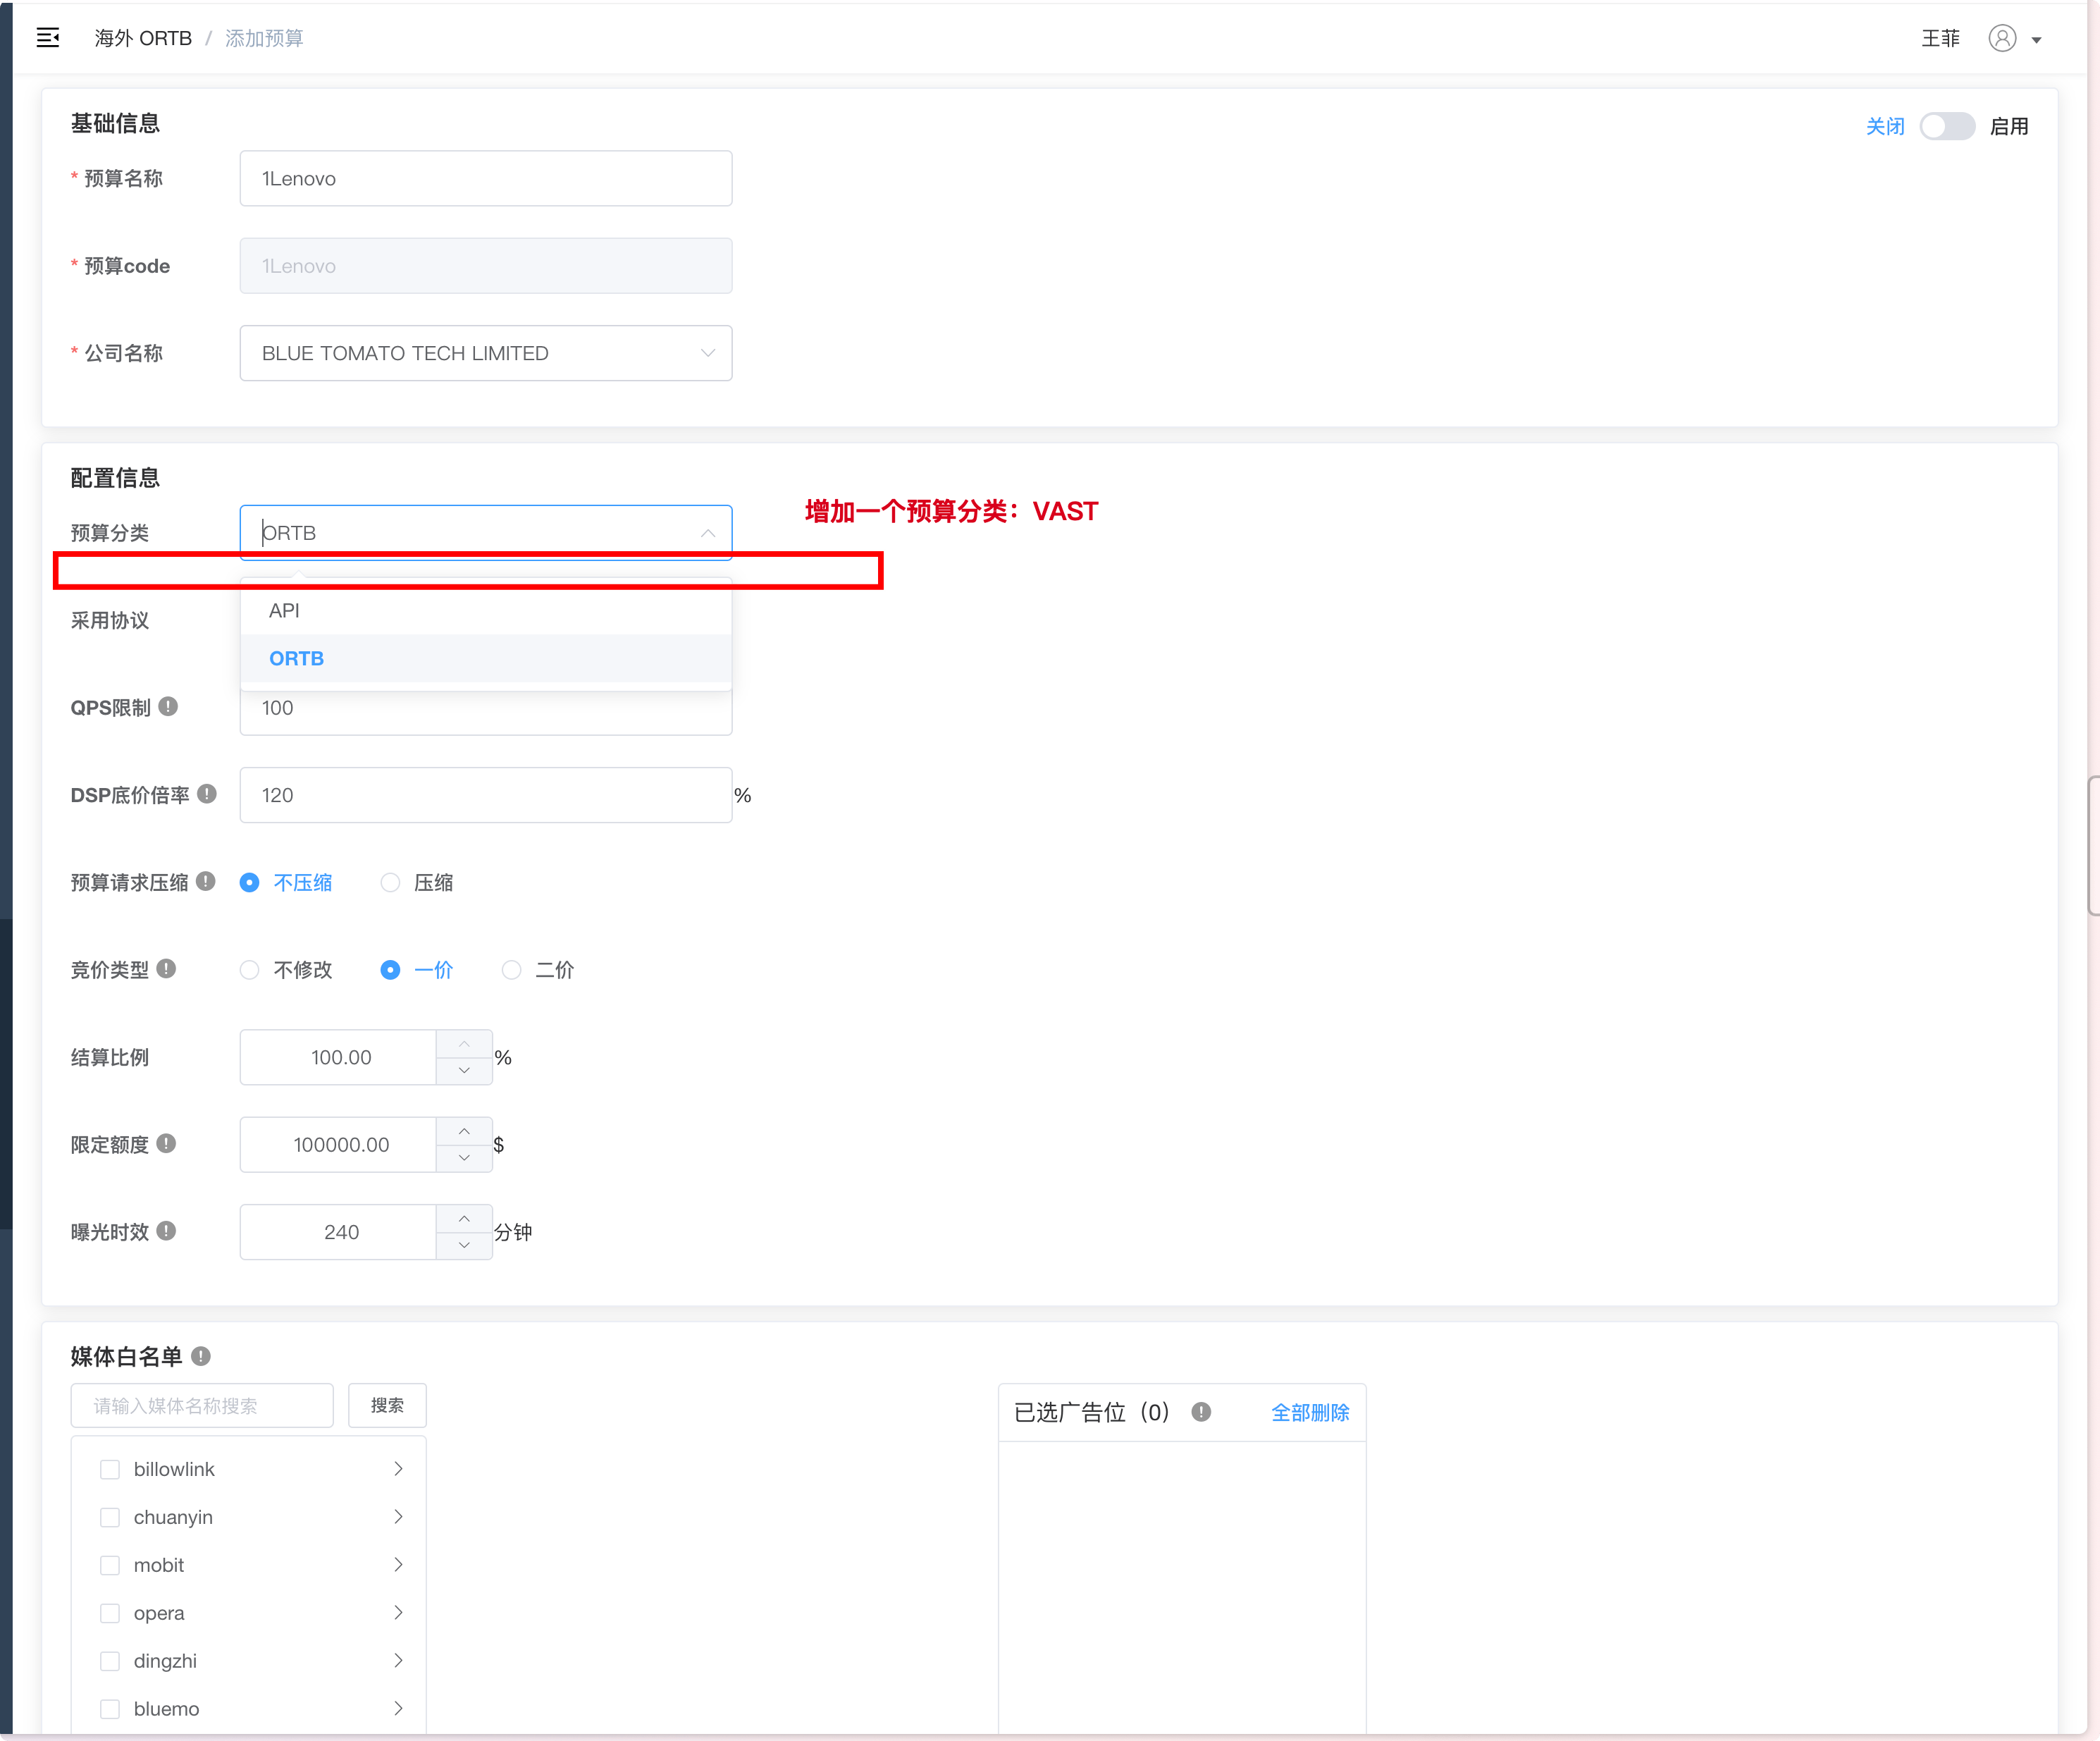 海外 ORTB / 添加预算
王菲
基础信息
关闭 启用
* 预算名称 1Lenovo
* 预算code 1Lenovo
* 公司名称 BLUE TOMATO TECH LIMITED
配置信息
增加一个预算分类：VAST
预算分类 ORTB
API
采用协议
ORTB
QPS限制 100
DSP底价倍率 120 %
预算请求压缩 不压缩 压缩
竞价类型 不修改 一价 二价
结算比例 100.00 %
限定额度 100000.00 $
曝光时效 240 分钟
媒体白名单
请输入媒体名称搜索 搜索
已选广告位（0） 全部删除
billowlink
chuanyin
mobit
opera
dingzhi
bluemo